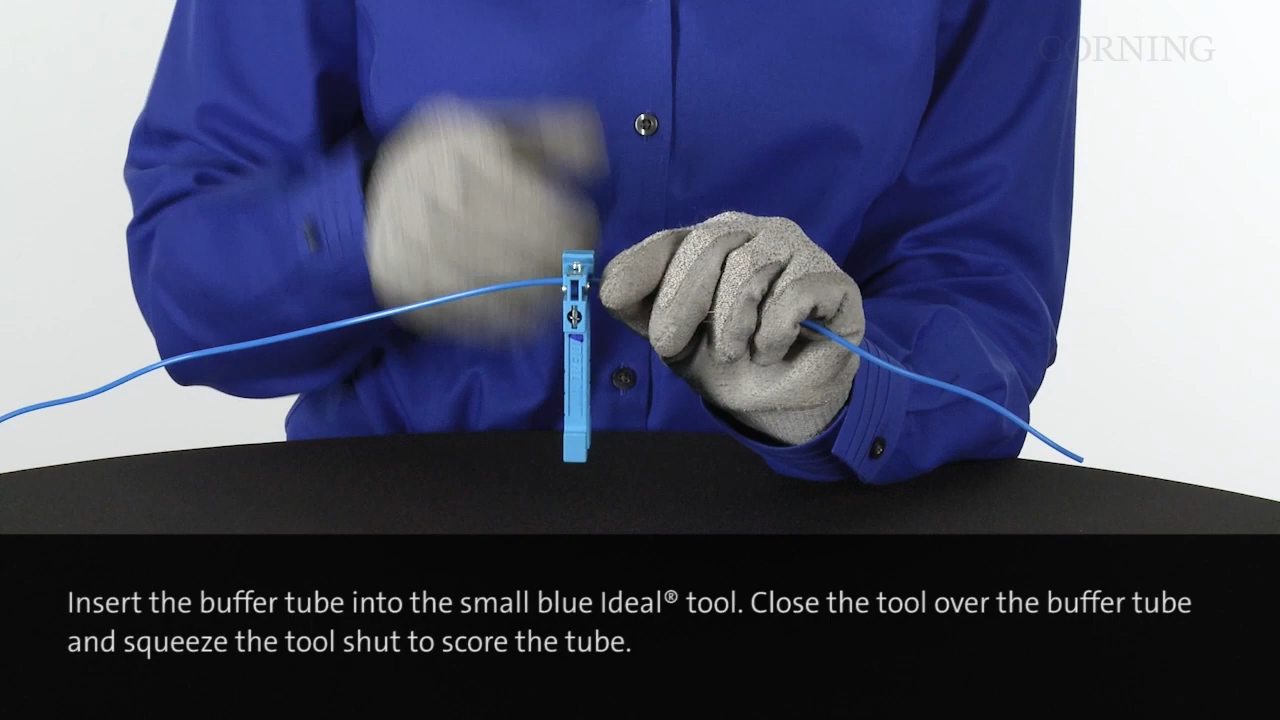 CORNING
Insert the buffer tube into the small blue Ideal® tool. Close the tool over the buffer tube
and squeeze the tool shut to score the tube.